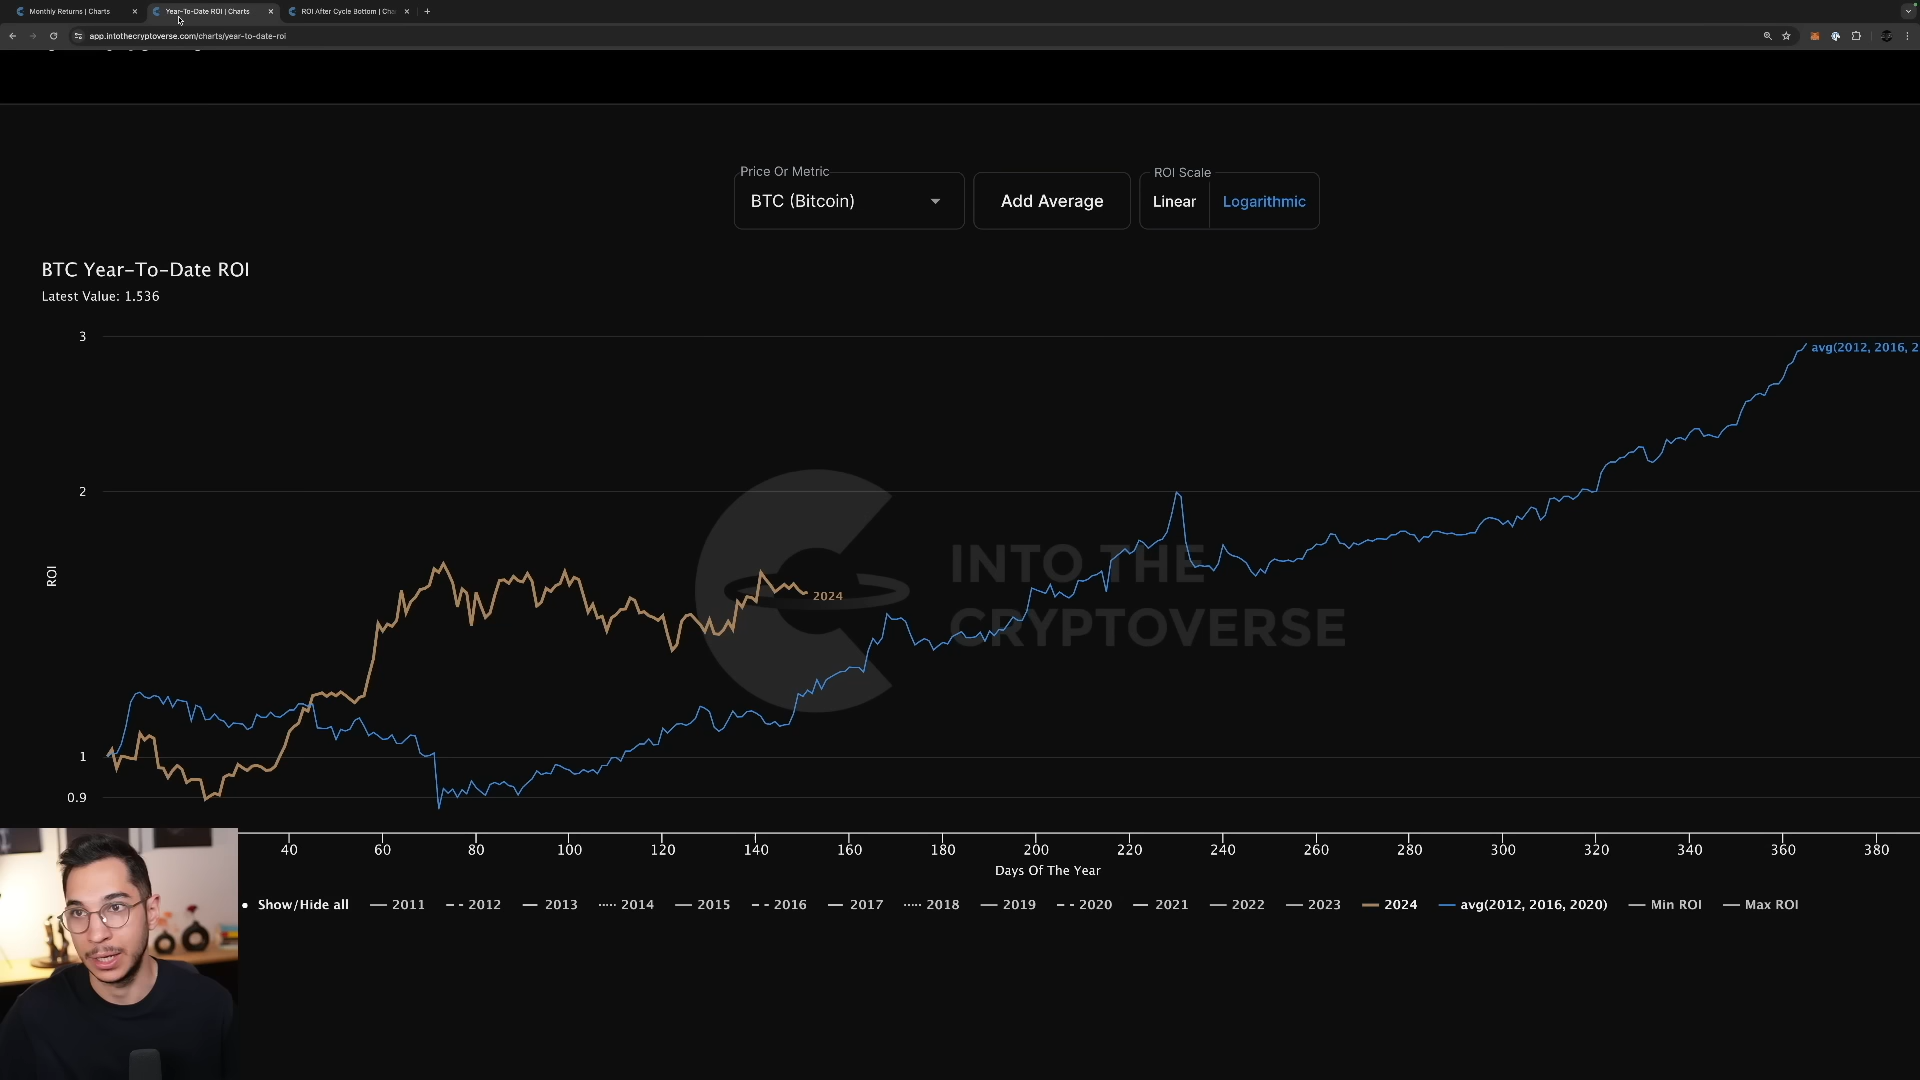 Monthly Returns | Charts
Year-To-Date ROI | Charts
ROI After Cycle Bottom | Cha
app.intothecryptoverse.com/charts/year-to-date-roi
Price Or Metric
BTC (Bitcoin)
Add Average
ROI Scale
Linear
Logarithmic
BTC Year-To-Date ROI
Latest Value: 1.536
3
avg(2012, 2016, 2
2
ROI
INTO THE
CRYPTOVERSE
2024
1
0.9
40 60 80 100 120 140 160 180 200 220 240 260 280 300 320 340 360 380
Days Of The Year
Show/Hide all 2011 2012 2013 2014 2015 2016 2017 2018 2019 2020 2021 2022 2023 2024 avg(2012, 2016, 2020) Min ROI Max ROI